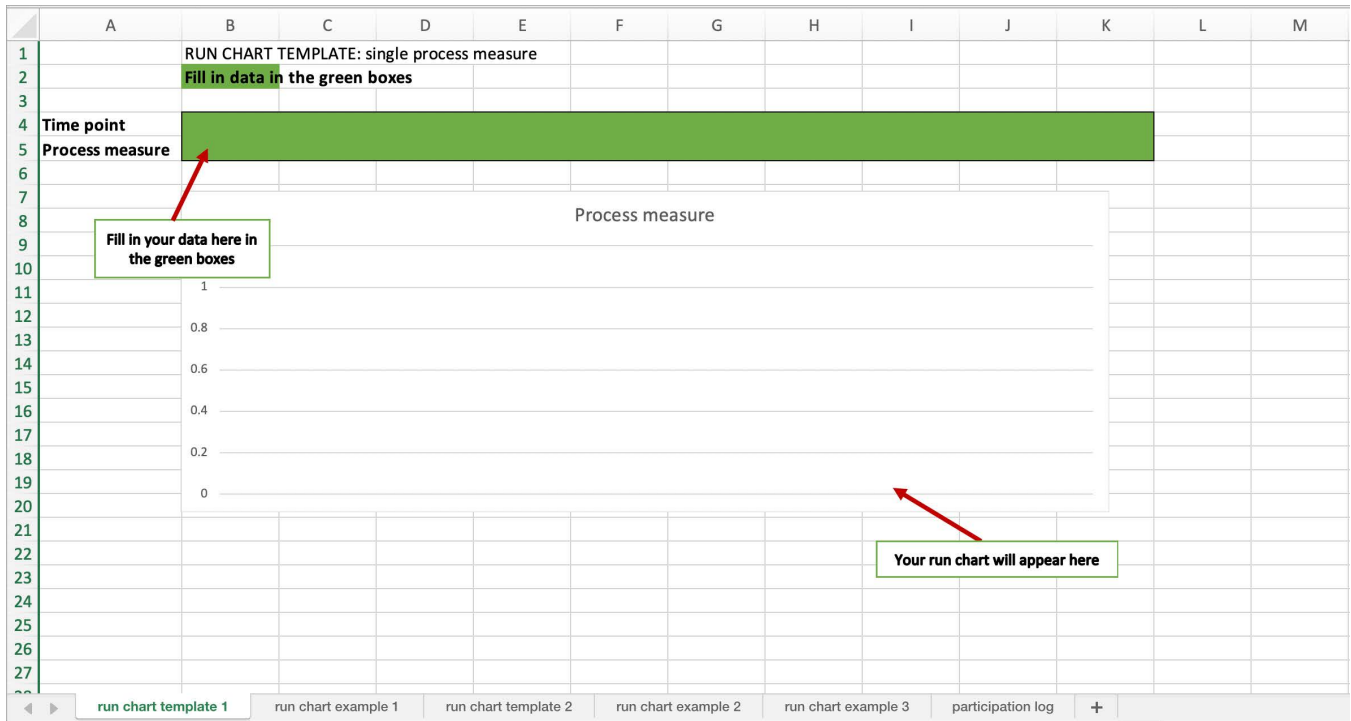 A B C D E F G H I J K L M
1 RUN CHART TEMPLATE: single process measure
2 Fill in data in the green boxes
3
4 Time point
5 Process measure
6
7
8 Process measure
9 Fill in your data here in
10 the green boxes
11 1
12
13 0.8
14 0.6
15
16 0.4
17
18 0.2
19 0
20
21
22 Your run chart will appear here
23
24
25
26
27
run chart template 1 run chart example 1 run chart template 2 run chart example 2 run chart example 3 participation log +